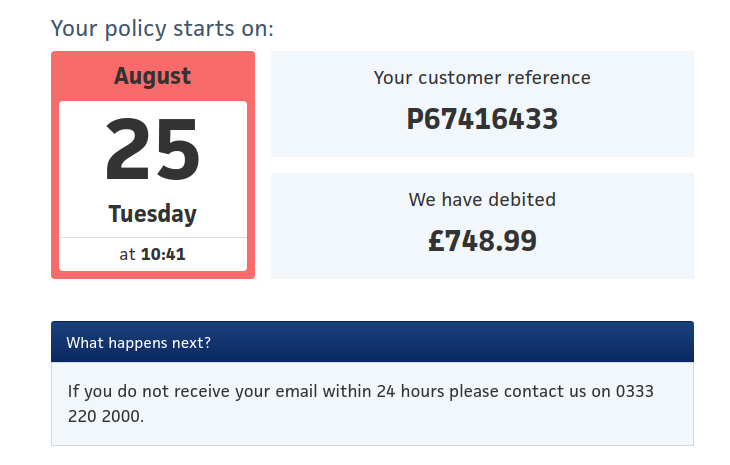 Your policy starts on:
August
25
Tuesday
at 10:41
Your customer reference
P67416433
We have debited
£748.99
What happens next?
If you do not receive your email within 24 hours please contact us on 0333
220 2000.